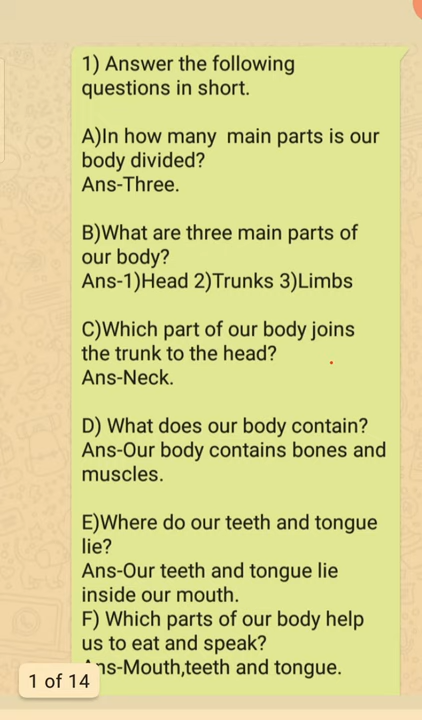 1) Answer the following
questions in short.
A)In how many main parts is our
body divided?
Ans-Three.
B)What are three main parts of
our body?
Ans-1)Head 2)Trunks 3)Limbs
C)Which part of our body joins
the trunk to the head?
Ans-Neck.
D) What does our body contain?
Ans-Our body contains bones and
muscles.
E)Where do our teeth and tongue
lie?
Ans-Our teeth and tongue lie
inside our mouth.
F) Which parts of our body help
us to eat and speak?
Ans-Mouth,teeth and tongue.
1 of 14